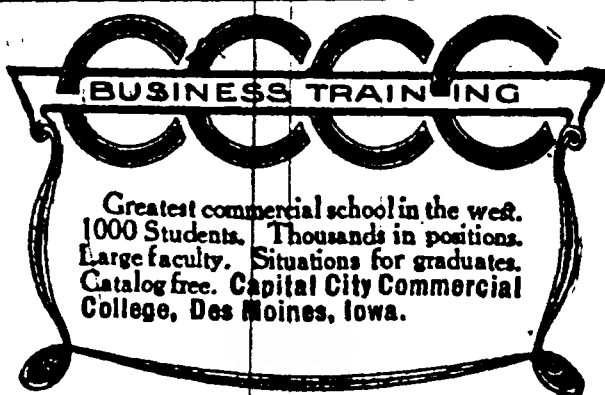 CCCC
BUSINESS TRAINING
Greatest commercial school in the west.
1000 Students. Thousands in positions.
Large faculty. Situations for graduates.
Catalog free. Capital City Commercial
College, Des Moines, Iowa.